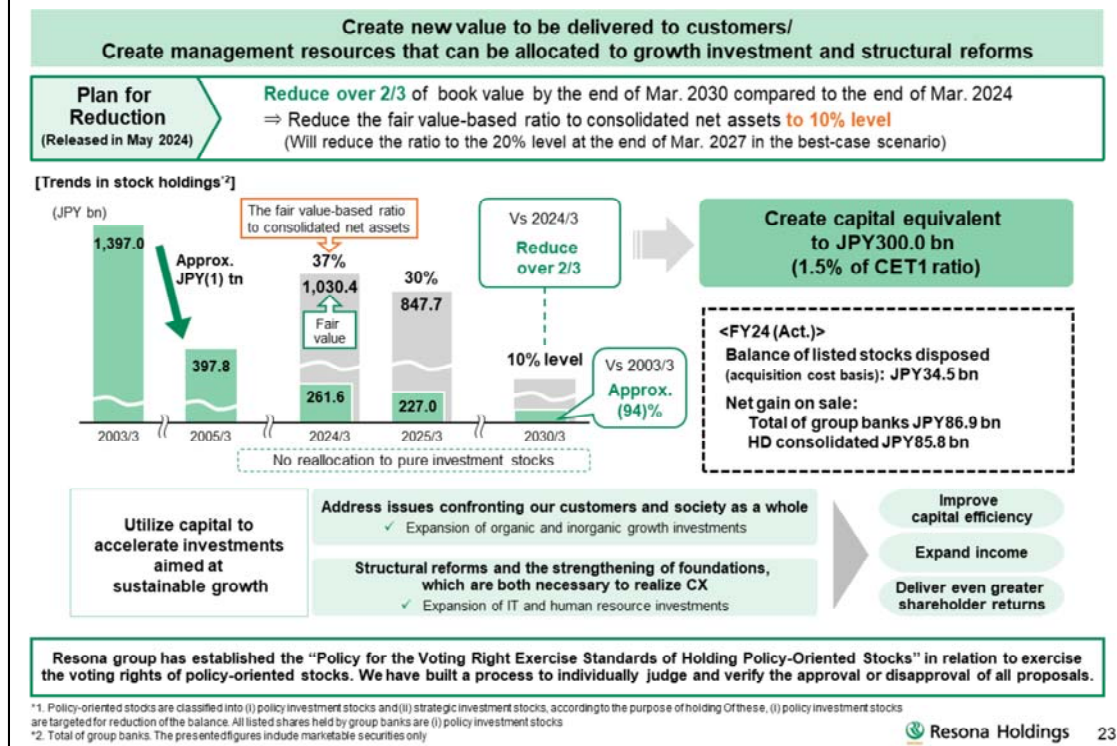 Create new value to be delivered to customers/
Create management resources that can be allocated to growth investment and structural reforms
Plan for
Reduction
(Released in May 2024)
Reduce over 2/3 of book value by the end of Mar. 2030 compared to the end of Mar. 2024
⇒ Reduce the fair value-based ratio to consolidated net assets to 10% level
(Will reduce the ratio to the 20% level at the end of Mar. 2027 in the best-case scenario)
[Trends in stock holdings*2]
(JPY bn)
1,397.0
Approx.
JPY(1) tn
397.8
The fair value-based ratio
to consolidated net assets
37%
1,030.4
Fair
value
261.6
30%
847.7
227.0
10% level
Vs 2024/3
Reduce
over 2/3
Vs 2003/3
Approx.
(94)%
2003/3
2005/3
2024/3
2025/3
2030/3
No reallocation to pure investment stocks
Create capital equivalent
to JPY300.0 bn
(1.5% of CET1 ratio)
<FY24 (Act.)>
Balance of listed stocks disposed
(acquisition cost basis): JPY34.5 bn
Net gain on sale:
Total of group banks JPY86.9 bn
HD consolidated JPY85.8 bn
Utilize capital to
accelerate investments
aimed at
sustainable growth
Address issues confronting our customers and society as a whole
✓ Expansion of organic and inorganic growth investments
Structural reforms and the strengthening of foundations,
which are both necessary to realize CX
✓ Expansion of IT and human resource investments
Improve
capital efficiency
Expand income
Deliver even greater
shareholder returns
Resona group has established the “Policy for the Voting Right Exercise Standards of Holding Policy-Oriented Stocks” in relation to exercise
the voting rights of policy-oriented stocks. We have built a process to individually judge and verify the approval or disapproval of all proposals.
*1. Policy-oriented stocks are classified into (i) policy investment stocks and (ii) strategic investment stocks, according to the purpose of holding Of these, (i) policy investment stocks
are targeted for reduction of the balance. All listed shares held by group banks are (i) policy investment stocks
*2. Total of group banks. The presented figures include marketable securities only
Resona Holdings
23